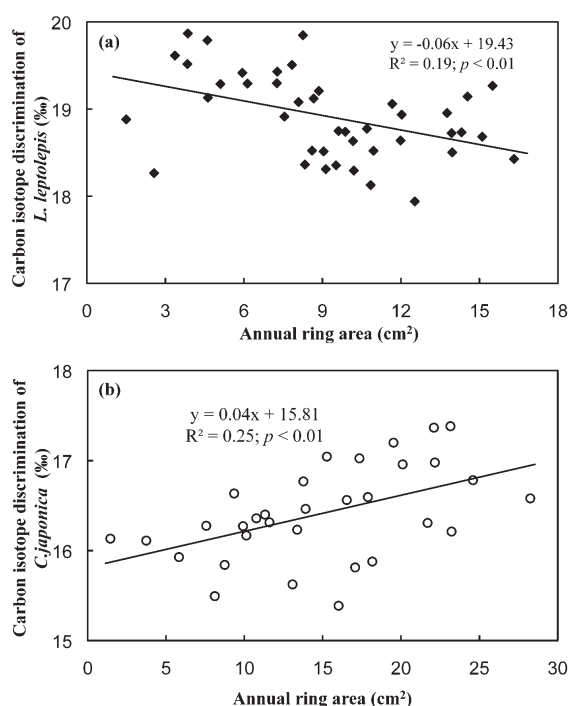 20
(a)
y = -0.06x + 19.43
R² = 0.19; p < 0.01
19
18
17
0 3 6 9 12 15 18
Annual ring area (cm²)
Carbon isotope discrimination of
L. leptolepis (‰)
18
(b)
y = 0.04x + 15.81
R² = 0.25; p < 0.01
17
16
15
0 5 10 15 20 25 30
Annual ring area (cm²)
Carbon isotope discrimination of
C.japonica (‰)